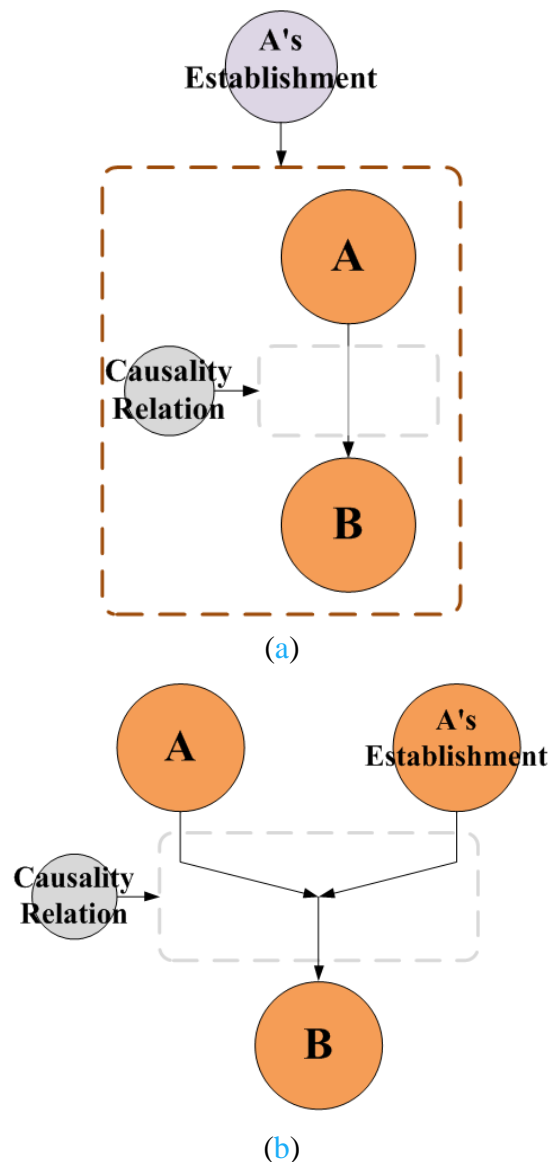 A's
Establishment
A
Causality
Relation
B
(a)
A
A's
Establishment
Causality
Relation
B
(b)